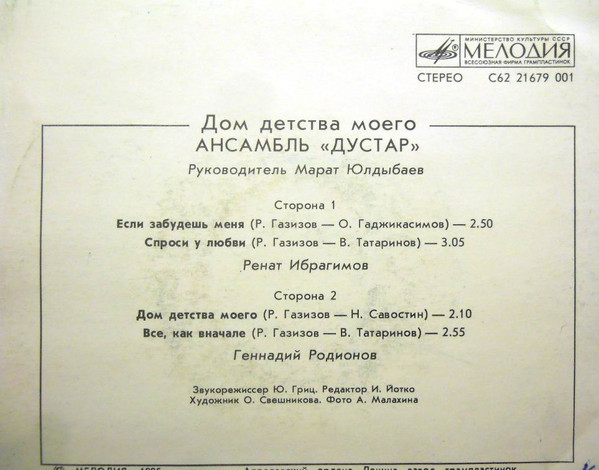 МИНИСТЕРСТВО КУЛЬТУРЫ СССР
МЕЛОДИЯ
ВСЕСОЮЗНАЯ ФИРМА ГРАМПЛАСТИНОК
СТЕРЕО С62 21679 001
Дом детства моего
АНСАМБЛЬ «ДУСТАР»
Руководитель Марат Юлдыбаев
Сторона 1
Если забудешь меня (Р. Газизов — О. Гаджикасимов) — 2.50
Спроси у любви (Р. Газизов — В. Татаринов) — 3.05
Ренат Ибрагимов
Сторона 2
Дом детства моего (Р. Газизов — Н. Савостин) — 2.10
Все, как вначале (Р. Газизов — В. Татаринов) — 2.55
Геннадий Родионов
Звукорежиссер Ю. Гриц. Редактор И. Йотко
Художник О. Свешникова. Фото А. Малахина
МЕЛОДИЯ